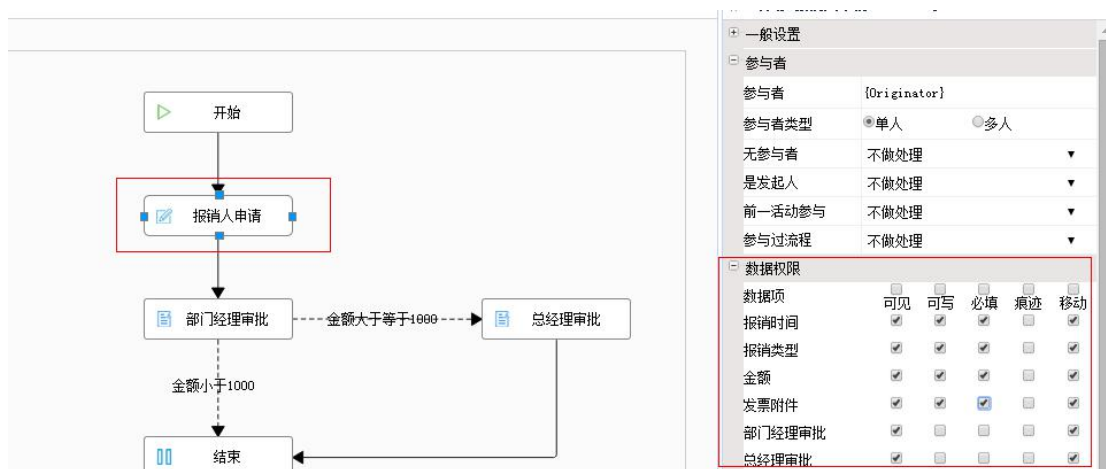 一般设置
参与者
参与者 {Originator}
参与者类型 单人 多人
无参与者 不做处理
是发起人 不做处理
前一活动参与 不做处理
参与过流程 不做处理
数据权限
数据项 可见 可写 必填 痕迹 移动
报销时间
报销类型
金额
发票附件
部门经理审批
总经理审批
开始
报销人申请
部门经理审批
金额大于等于1000
总经理审批
金额小于1000
结束